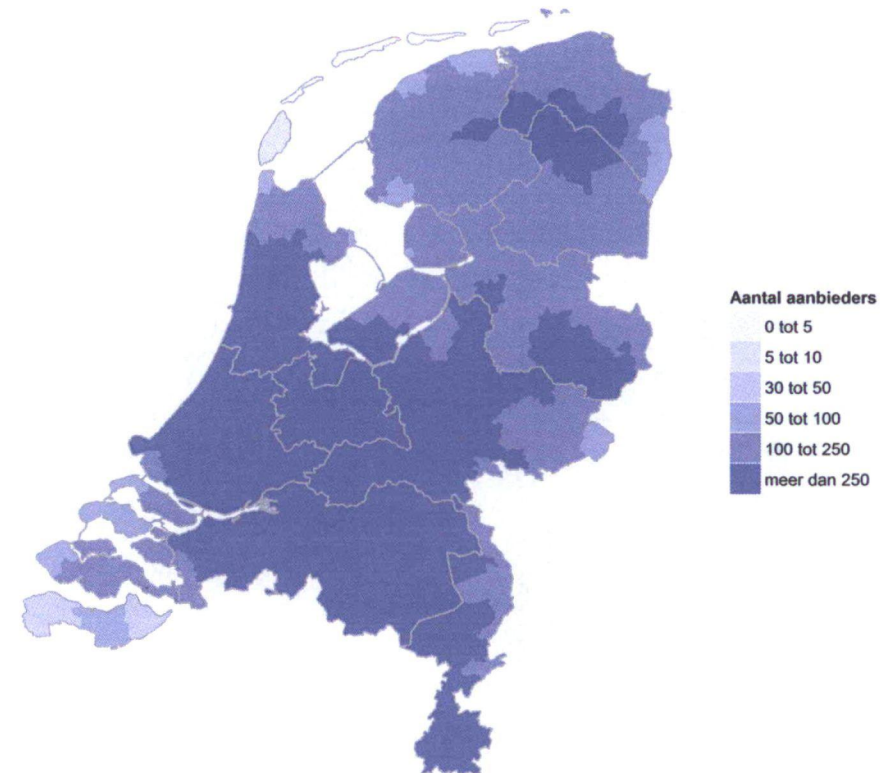 Aantal aanbieders
0 tot 5
5 tot 10
30 tot 50
50 tot 100
100 tot 250
meer dan 250